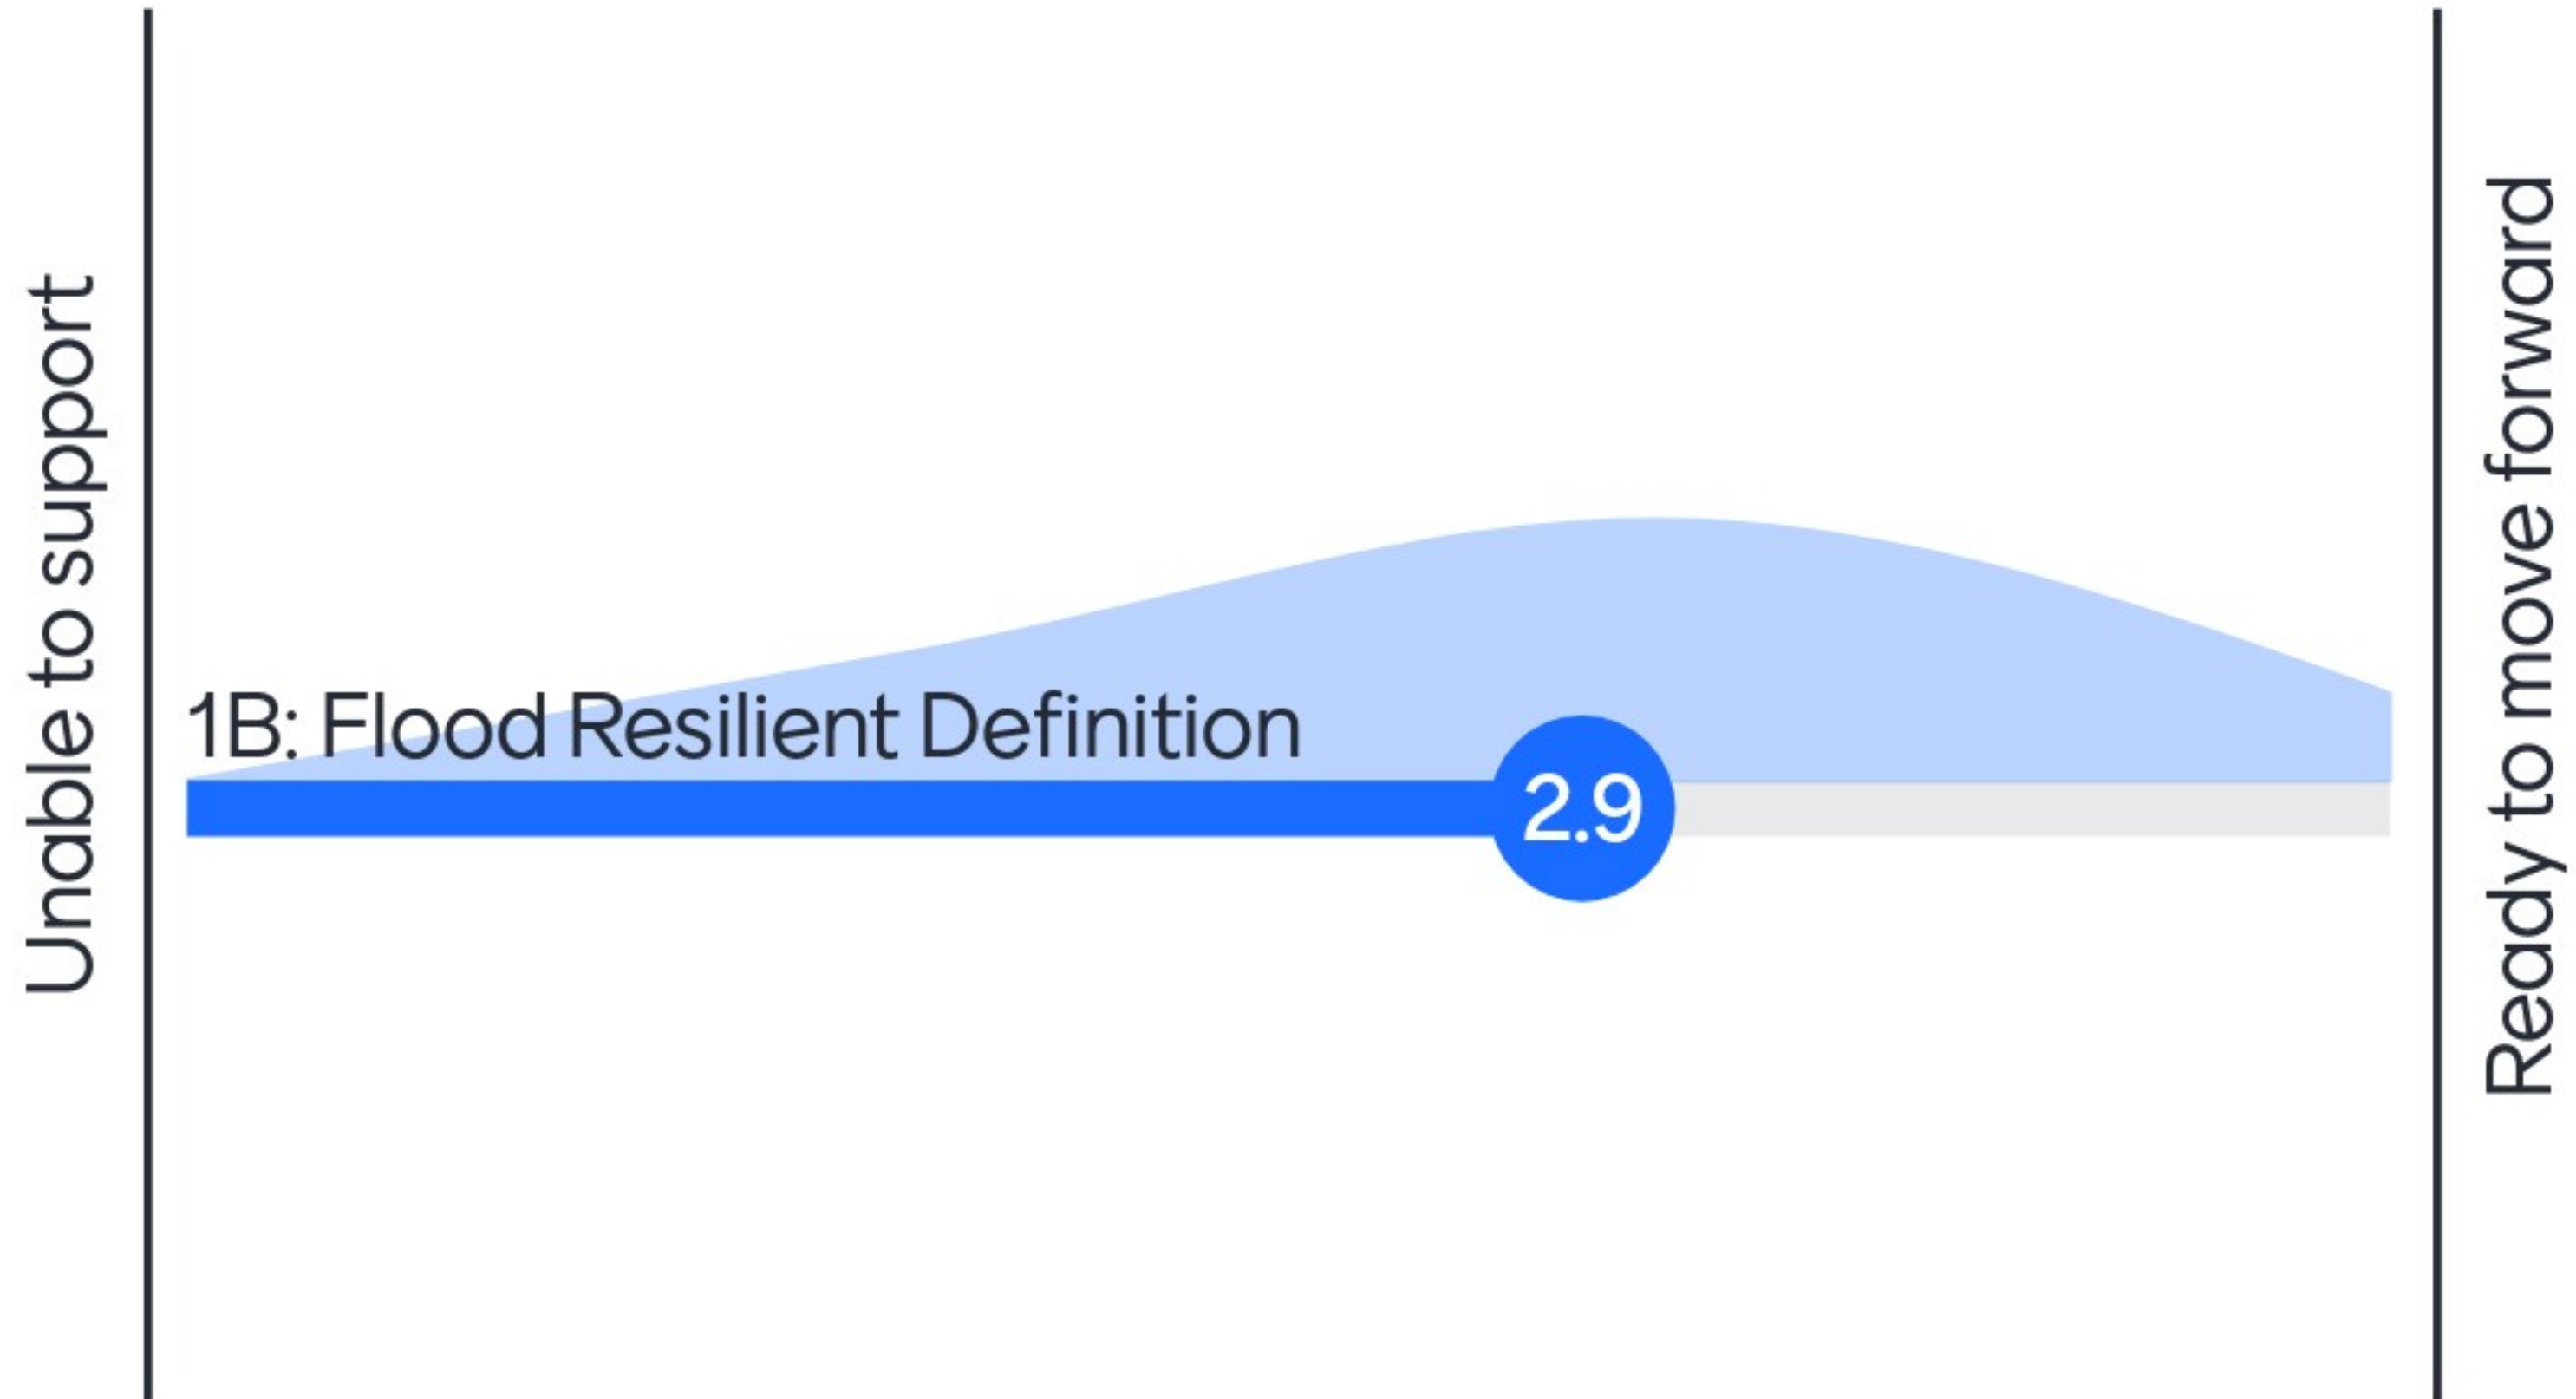 Unable to support
1B: Flood Resilient Definition
2.9
Ready to move forward